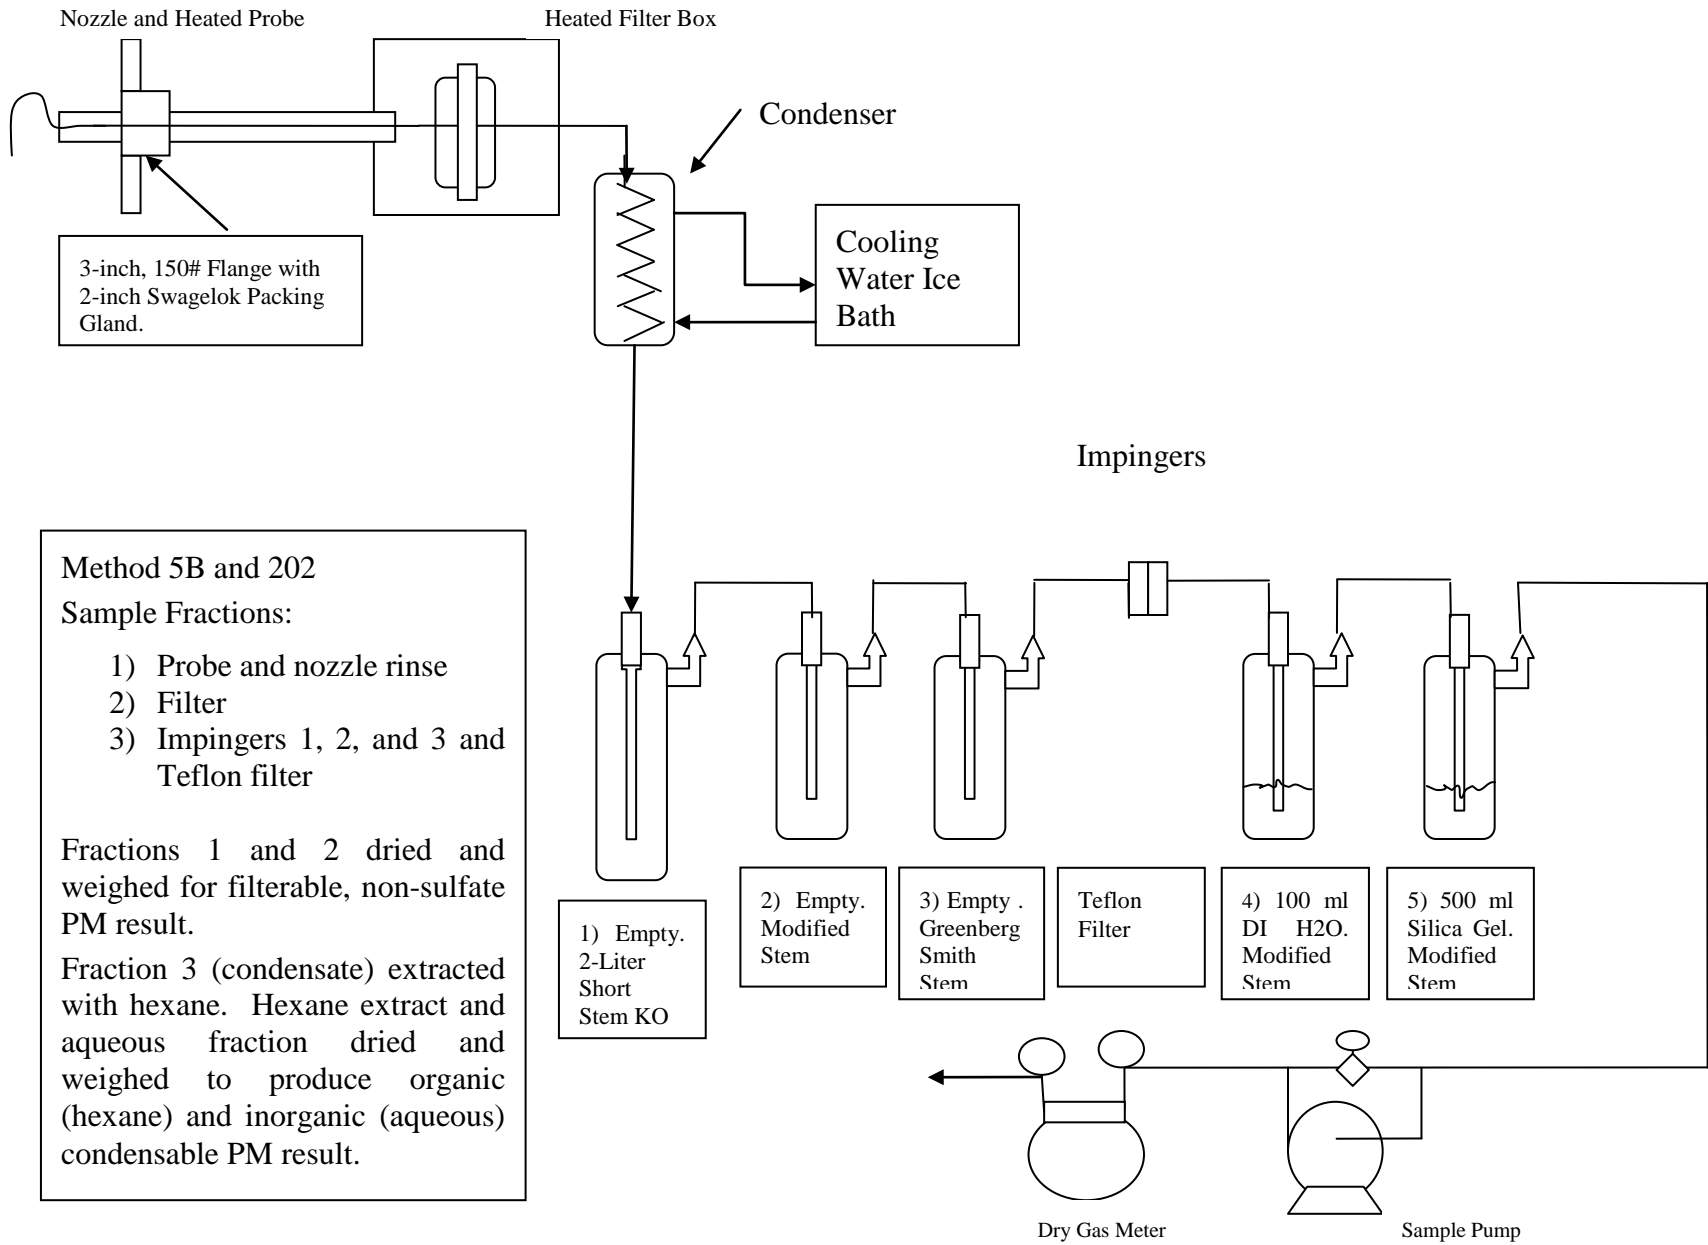 Nozzle and Heated Probe
Heated Filter Box
Condenser
Cooling
Water Ice
Bath
3-inch, 150# Flange with
2-inch Swagelok Packing
Gland.
Impingers
Method 5B and 202
Sample Fractions:
1) Probe and nozzle rinse
2) Filter
3) Impingers 1, 2, and 3 and
Teflon filter
Fractions 1 and 2 dried and
weighed for filterable, non-sulfate
PM result.
Fraction 3 (condensate) extracted
with hexane. Hexane extract and
aqueous fraction dried and
weighed to produce organic
(hexane) and inorganic (aqueous)
condensable PM result.
1) Empty.
2-Liter
Short
Stem KO
2) Empty.
Modified
Stem
3) Empty .
Greenberg
Smith
Stem
Teflon
Filter
4) 100 ml
DI H2O.
Modified
Stem
5) 500 ml
Silica Gel.
Modified
Stem
Dry Gas Meter
Sample Pump